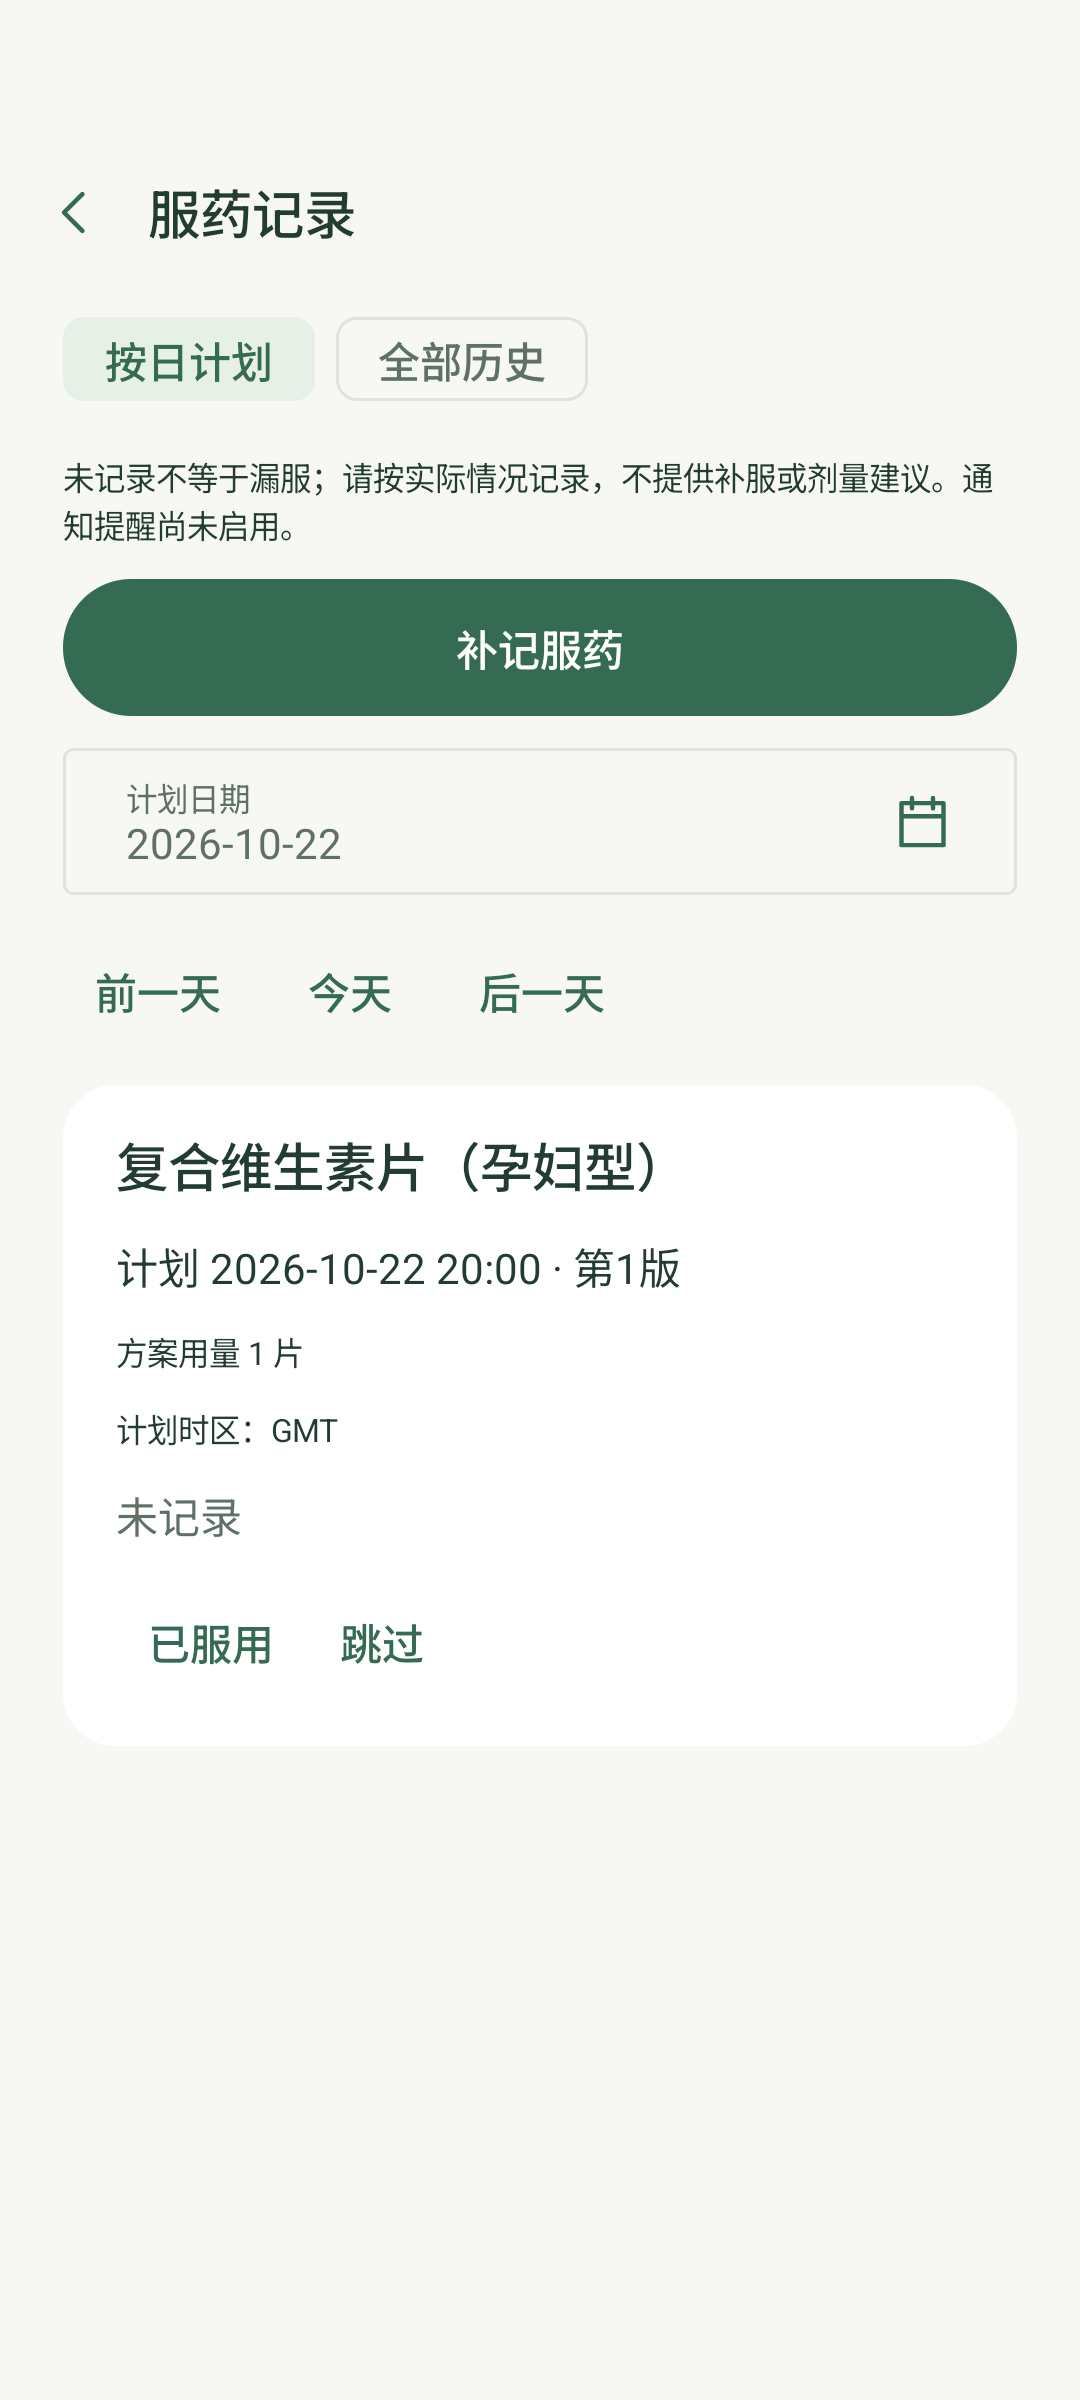 服药记录
按日计划 全部历史
未记录不等于漏服；请按实际情况记录，不提供补服或剂量建议。通
知提醒尚未启用。
补记服药
计划日期
2026-10-22
前一天 今天 后一天
复合维生素片（孕妇型）
计划 2026-10-22 20:00 · 第1版
方案用量 1 片
计划时区：GMT
未记录
已服用 跳过